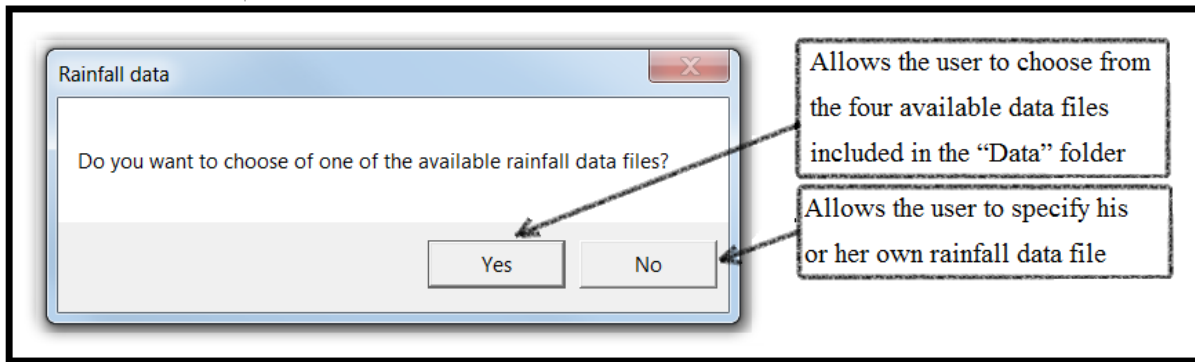 Rainfall data
Do you want to choose of one of the available rainfall data files?
Yes
No
Allows the user to choose from
the four available data files
included in the “Data” folder
Allows the user to specify his
or her own rainfall data file